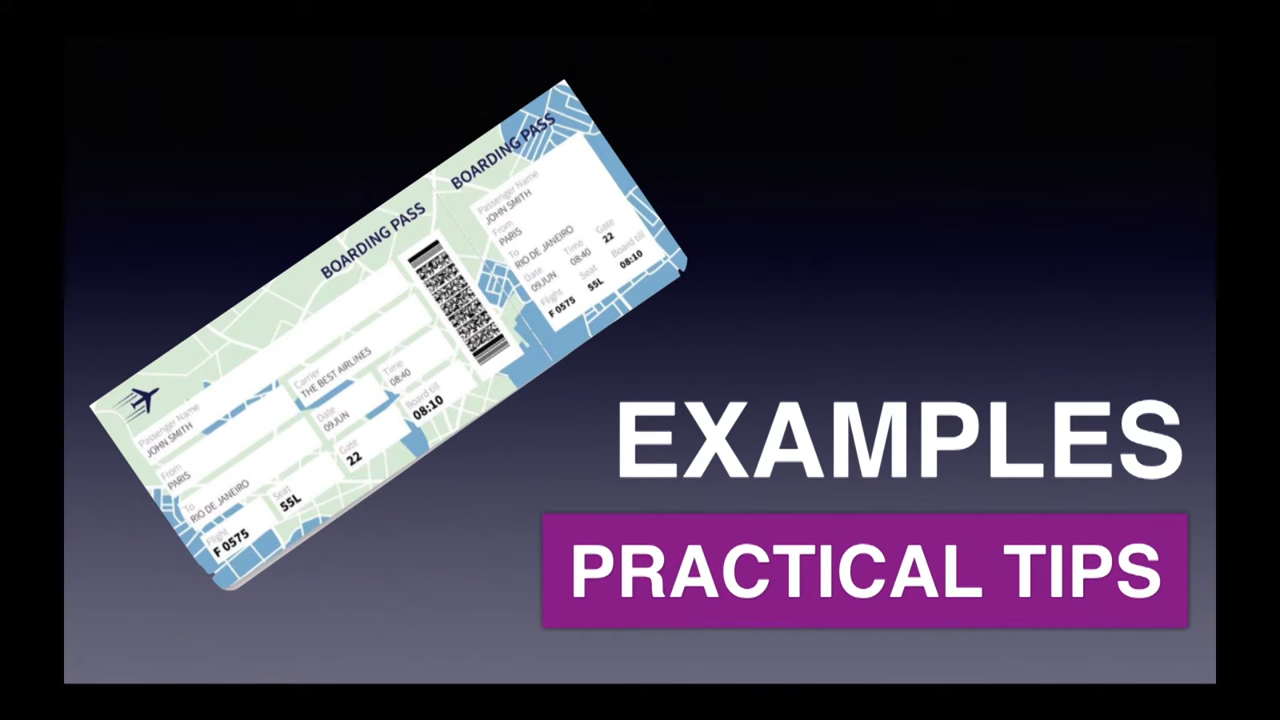 BOARDING PASS
Passenger Name
JOHN SMITH
From
PARIS
To
RIO DE JANEIRO
Flight
F 0575
Seat
55L
Carrier
THE BEST AIRLINES
Date
09JUN
Time
08:40
Gate
22
Board till
08:10
BOARDING PASS
Passenger Name
JOHN SMITH
From
PARIS
To
RIO DE JANEIRO
Date Time Gate
09JUN 08:40 22
Flight Seat Board till
F 0575 55L 08:10
EXAMPLES
PRACTICAL TIPS